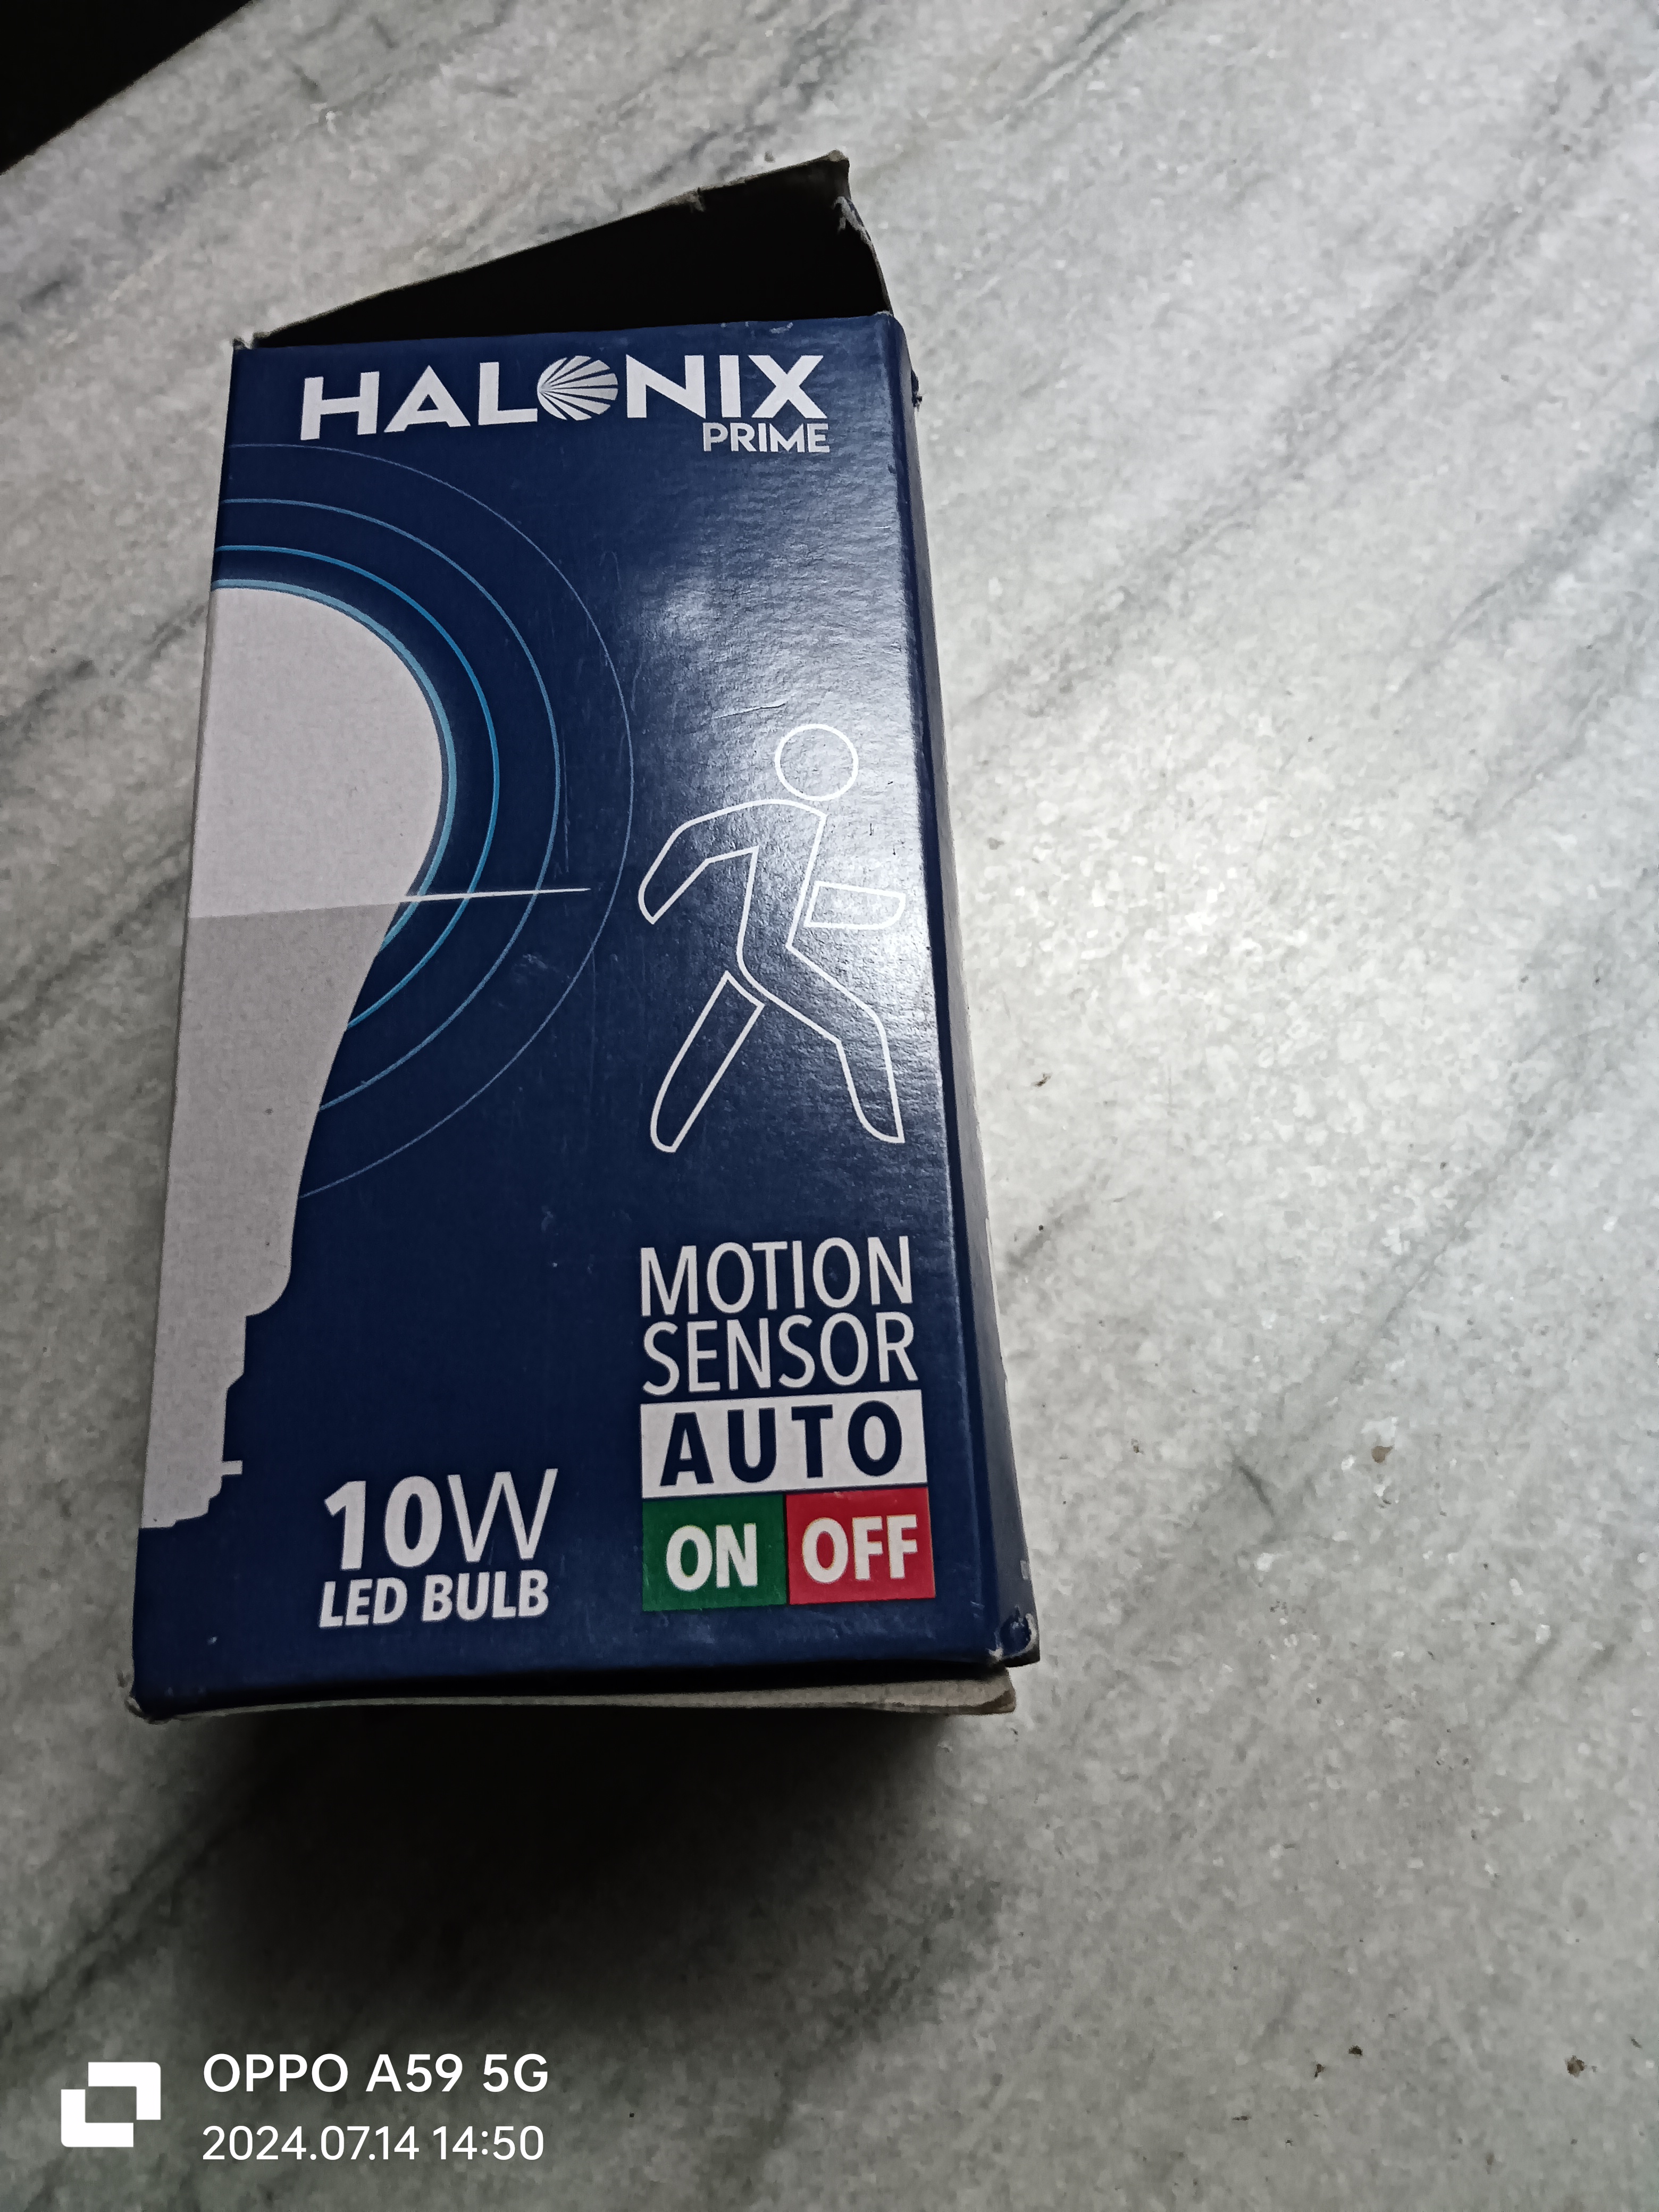 HALONIX
PRIME
MOTION
SENSOR
AUTO
ON OFF
10W
LED BULB
OPPO A59 5G
2024.07.14 14:50